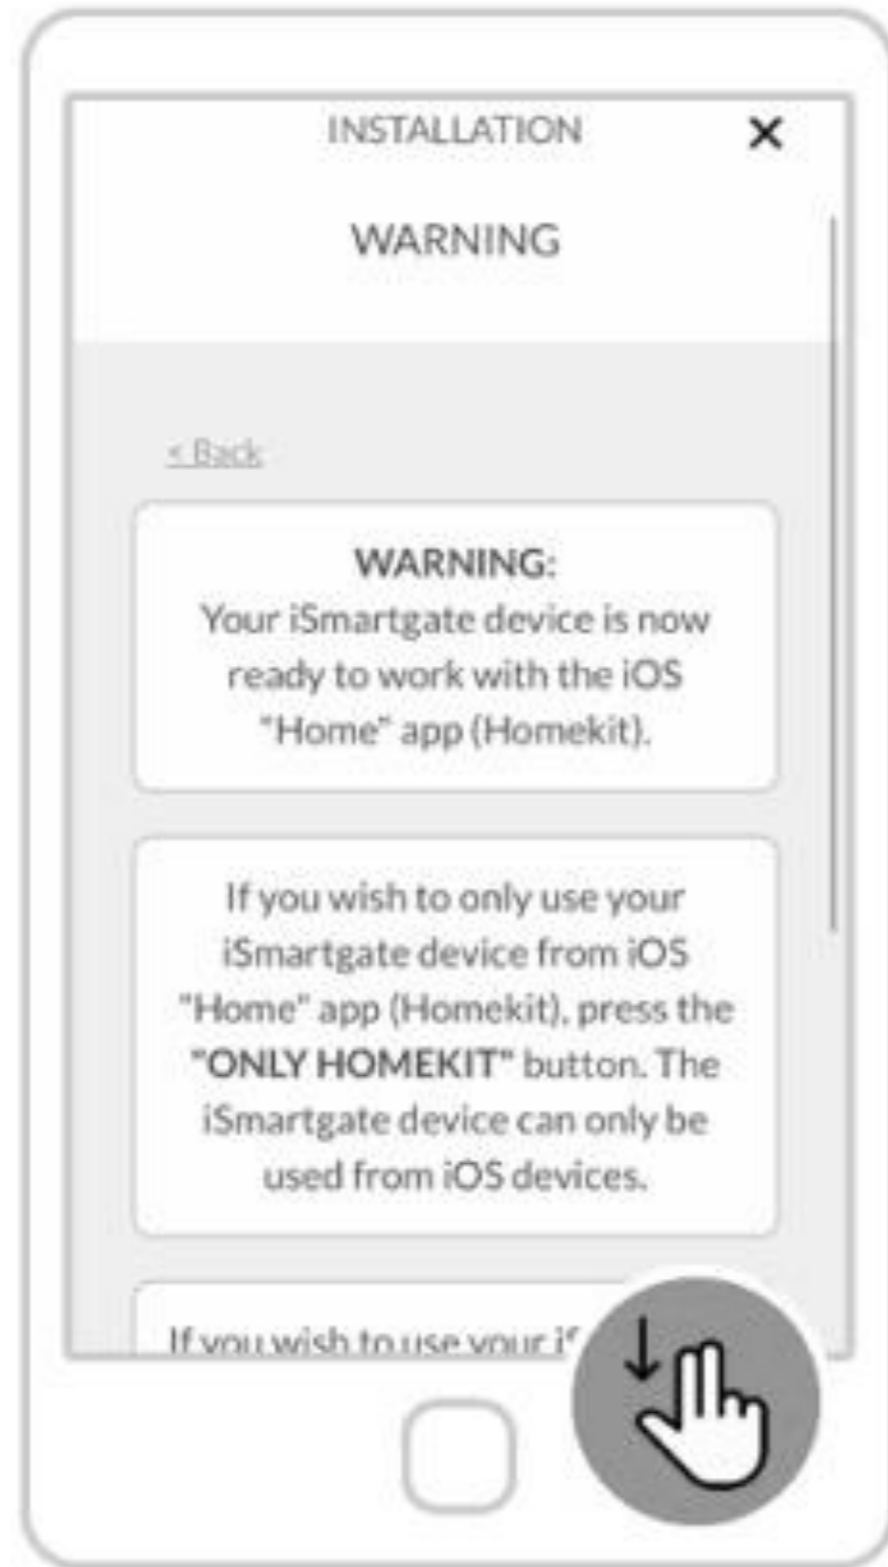 INSTALLATION ×
WARNING
< Back
WARNING:
Your iSmartgate device is now
ready to work with the iOS
"Home" app (Homekit).
If you wish to only use your
iSmartgate device from iOS
"Home" app (Homekit), press the
"ONLY HOMEKIT" button. The
iSmartgate device can only be
used from iOS devices.
If you wish to use your